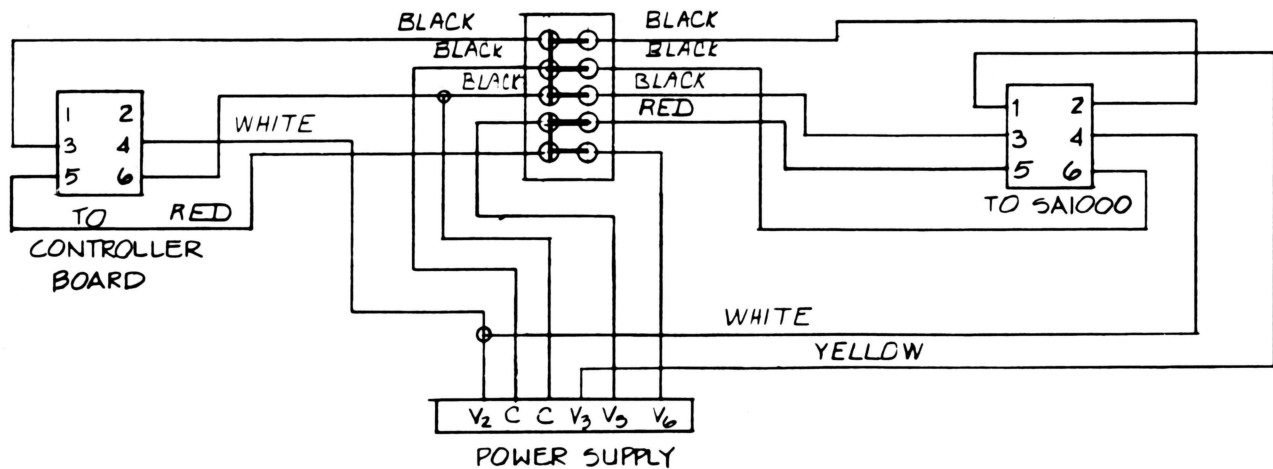 BLACK
BLACK
BLACK
BLACK
BLACK
BLACK
RED
WHITE
1 2
3 4
5 6
TO
CONTROLLER
BOARD
RED
1 2
3 4
5 6
TO SA1000
WHITE
YELLOW
V2 C C V3 V5 V6
POWER SUPPLY